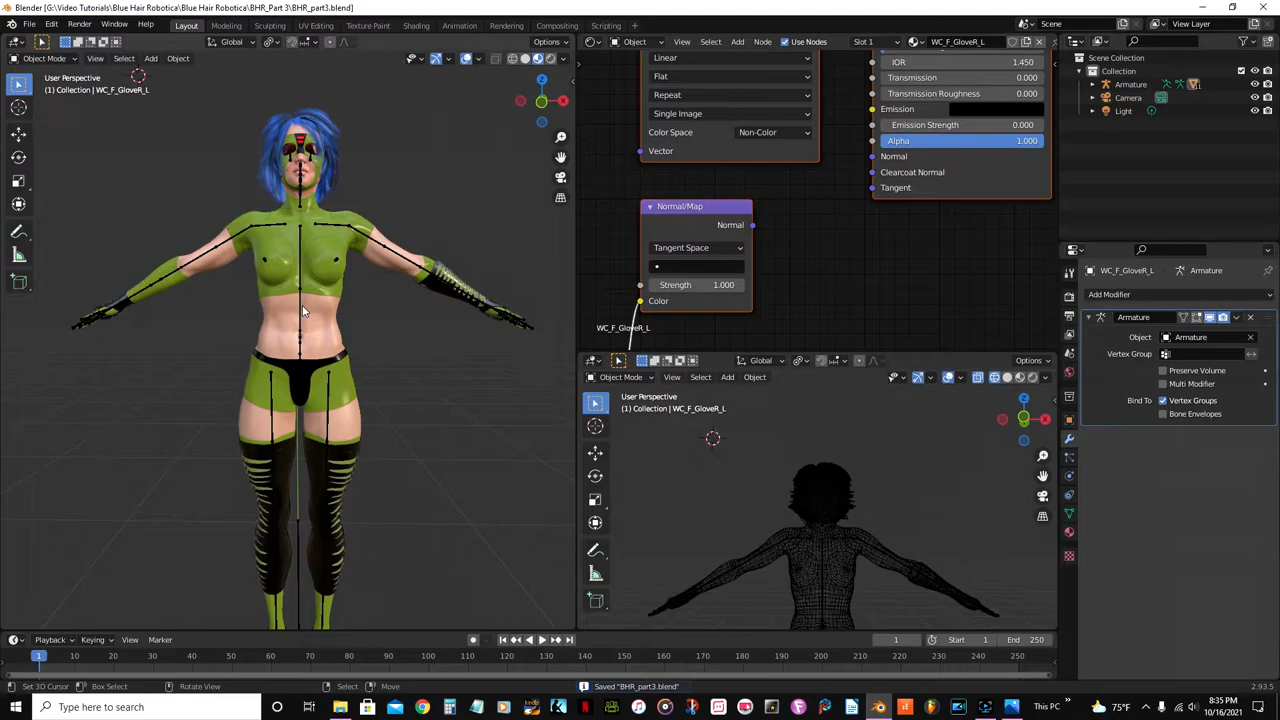 Blender [G:\Video Tutorials\Blue Hair Robotica\Blue Hair Robotica\BHR_Part 3\BHR_part3.blend]
File Edit Render Window Help Layout Modeling Sculpting UV Editing Texture Paint Shading Animation Rendering Compositing Scripting Scene View Layer
Global Options
Object View Select Add Node Use Nodes Slot 1 WC_F_GloveR_L
Object Mode View Select Add Object
User Perspective
(1) Collection | WC_F_GloveR_L
Linear
Flat
Repeat
Single Image
Color Space Non-Color
Vector
IOR 1.450
Transmission 0.000
Transmission Roughness 0.000
Emission
Emission Strength 0.000
Alpha 1.000
Normal
Clearcoat Normal
Tangent
Normal/Map
Normal
Tangent Space
Strength 1.000
Color
WC_F_GloveR_L
Scene Collection
Collection
Armature
Camera
Light
WC_F_GloveR_L Armature
Add Modifier
Armature
Object Armature
Vertex Group
Preserve Volume
Multi Modifier
Bind To Vertex Groups
Bone Envelopes
Global Options
Object Mode View Select Add Object
User Perspective
(1) Collection | WC_F_GloveR_L
Playback Keying View Marker 1 Start 1 End 250
1 10 20 30 40 50 60 70 80 90 100 110 120 130 140 150 160 170 180 190 200 210 220 230 240 250
Set 3D Cursor Box Select Rotate View Select Move Saved "BHR_part3.blend" 2.93.5
Type here to search This PC 75°F 8:35 PM
10/16/2021